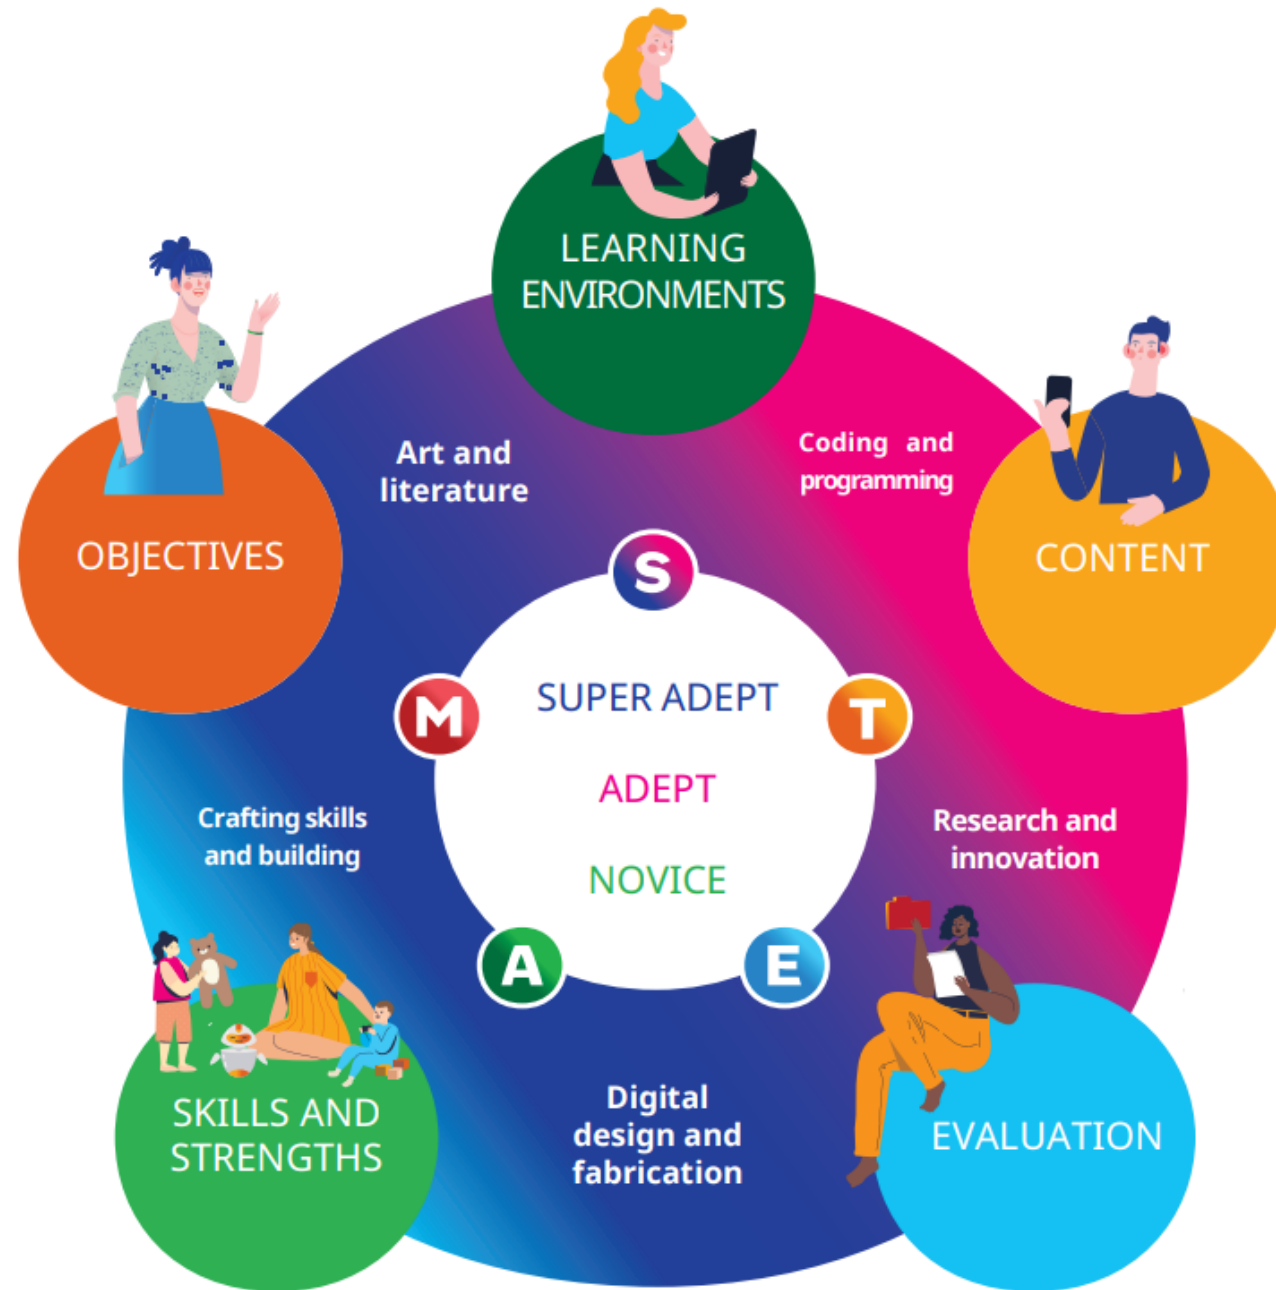 LEARNING
ENVIRONMENTS
Art and
literature
Coding and
programming
OBJECTIVES
CONTENT
S
M
T
SUPER ADEPT
ADEPT
NOVICE
Crafting skills
and building
Research and
innovation
A
E
SKILLS AND
STRENGTHS
Digital
design and
fabrication
EVALUATION